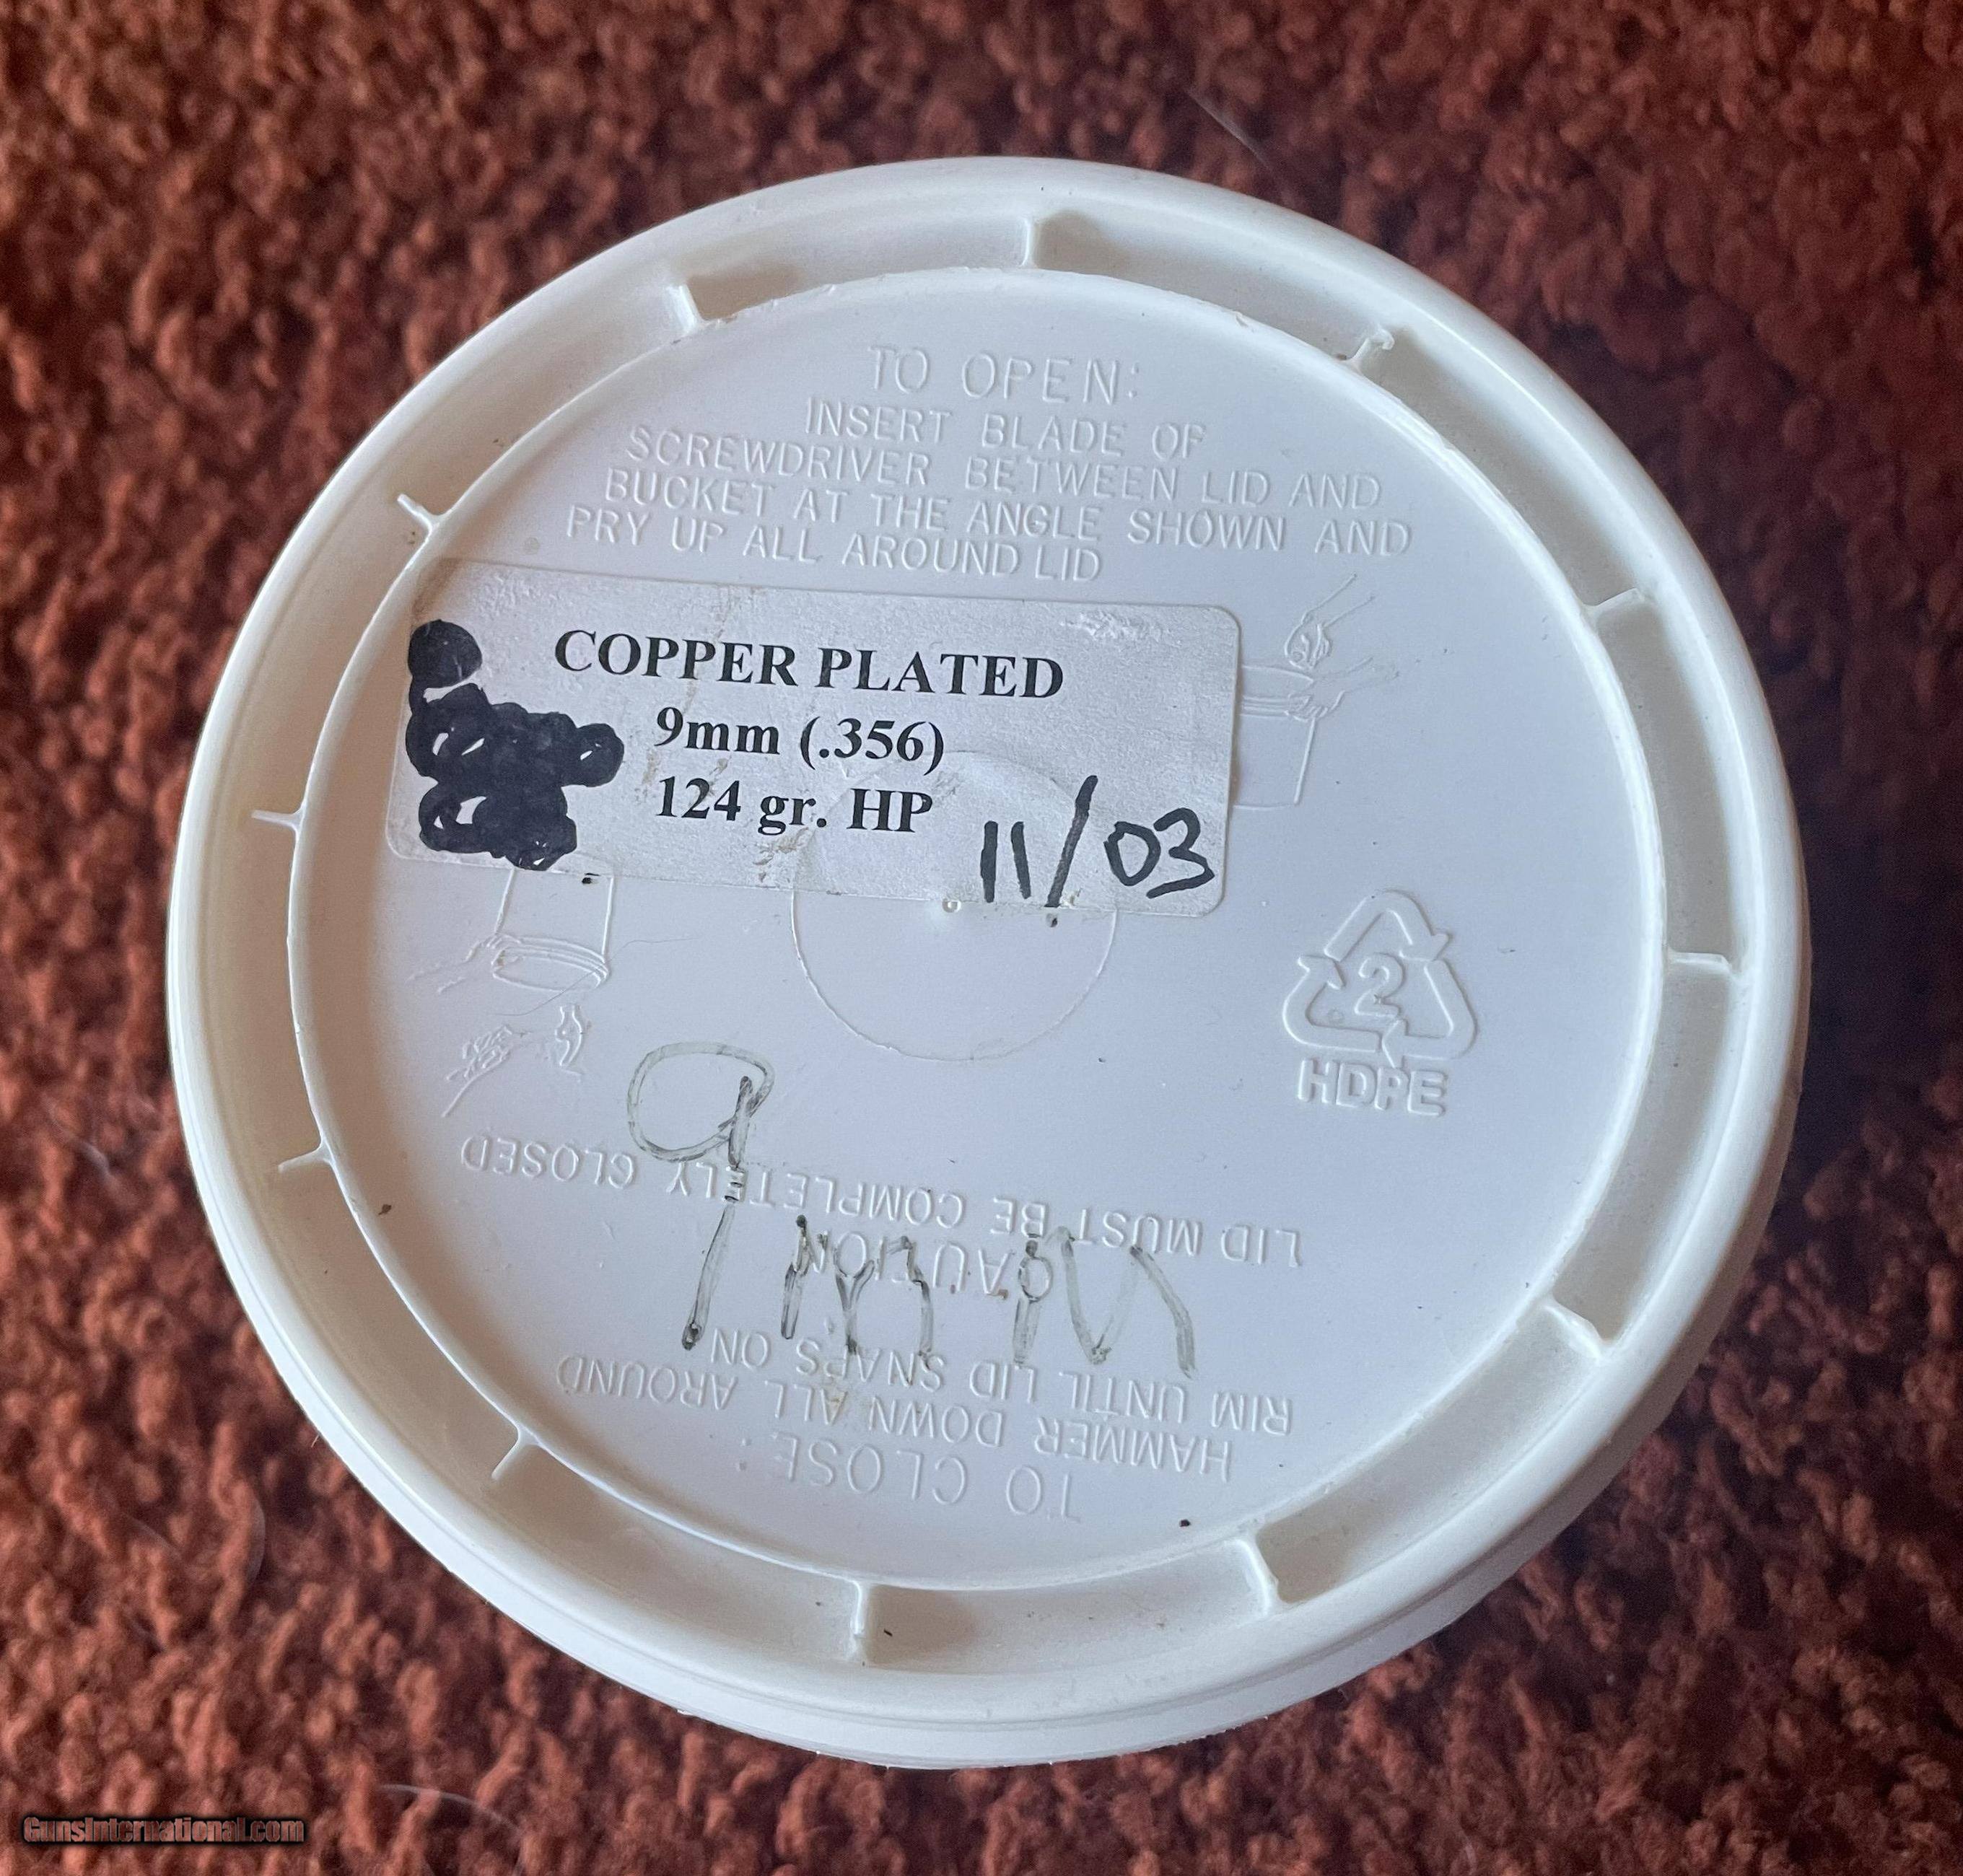 TO OPEN:
INSERT BLADE OF
SCREWDRIVER BETWEEN LID AND
BUCKET AT THE ANGLE SHOWN AND
PRY UP ALL AROUND LID
COPPER PLATED
9mm (.356)
124 gr. HP
11/03
2
HDPE
9mm
TO CLOSE:
HAMMER DOWN ALL AROUND
RIM UNTIL LID SNAPS ON
CAUTION
LID MUST BE COMPLETELY CLOSED
GunsInternational.com